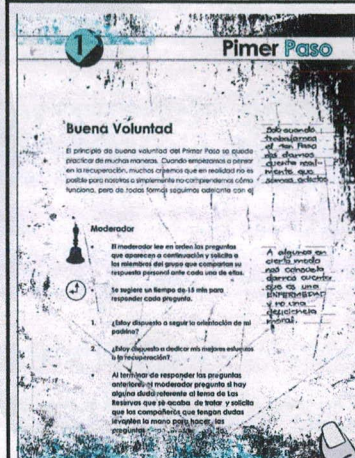 1
Pimer Paso
Buena Voluntad
El principio de buena voluntad del Primer Paso se puede
practicar de muchas maneras. Cuando empezamos a pensar
en la recuperación, muchos creemos que en realidad no es
posible para nosotros o simplemente no comprendemos cómo
funciona, pero de todas formas seguimos adelante con el
Solo cuando
trabajamos
el 1er Paso
nos damos
cuenta real-
mente que
somos adictos
Moderador
El moderador lee en orden las preguntas
que aparecen a continuación y solicita a
los miembros del grupo que compartan su
respuesta personal ante cada una de ellas.
Se sugiere un tiempo de 15 min para
responder cada pregunta.
A algunos en
cierto modo
nos consuela
darnos cuenta
que es una
ENFERMEDAD
y no una
deficiencia
moral.
1. ¿Estoy dispuesto a seguir la orientación de mi
padrino?
2. ¿Estoy dispuesto a dedicar mis mejores esfuerzos
a la recuperación?
Al terminar de responder las preguntas
anteriores el moderador pregunta si hay
alguna duda referente al tema de Las
Reservas que se acaba de tratar y solicita
que los compañeros que tengan dudas
levanten la mano para hacer las
preguntas